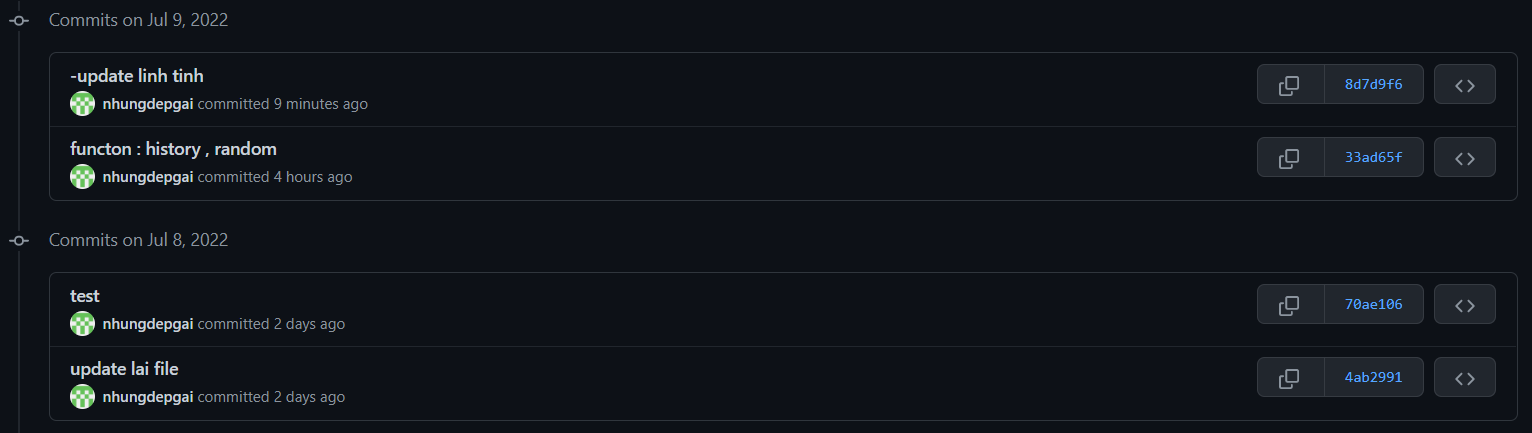 Commits on Jul 9, 2022
-update linh tinh
8d7d9f6
nhungdepgai committed 9 minutes ago
functon : history , random
33ad65f
nhungdepgai committed 4 hours ago
Commits on Jul 8, 2022
test
70ae106
nhungdepgai committed 2 days ago
update lai file
4ab2991
nhungdepgai committed 2 days ago